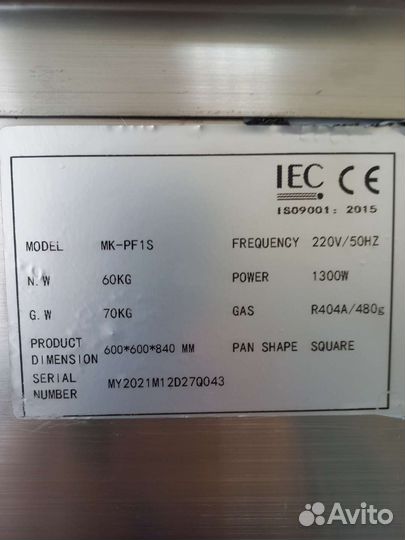 IEC CE
ISO9001: 2015
MODEL MK-PF1S FREQUENCY 220V/50HZ
N.W 60KG POWER 1300W
G.W 70KG GAS R404A/480g
PRODUCT
DIMENSION 600*600*840 MM PAN SHAPE SQUARE
SERIAL
NUMBER MY2021M12D27Q043
Avito